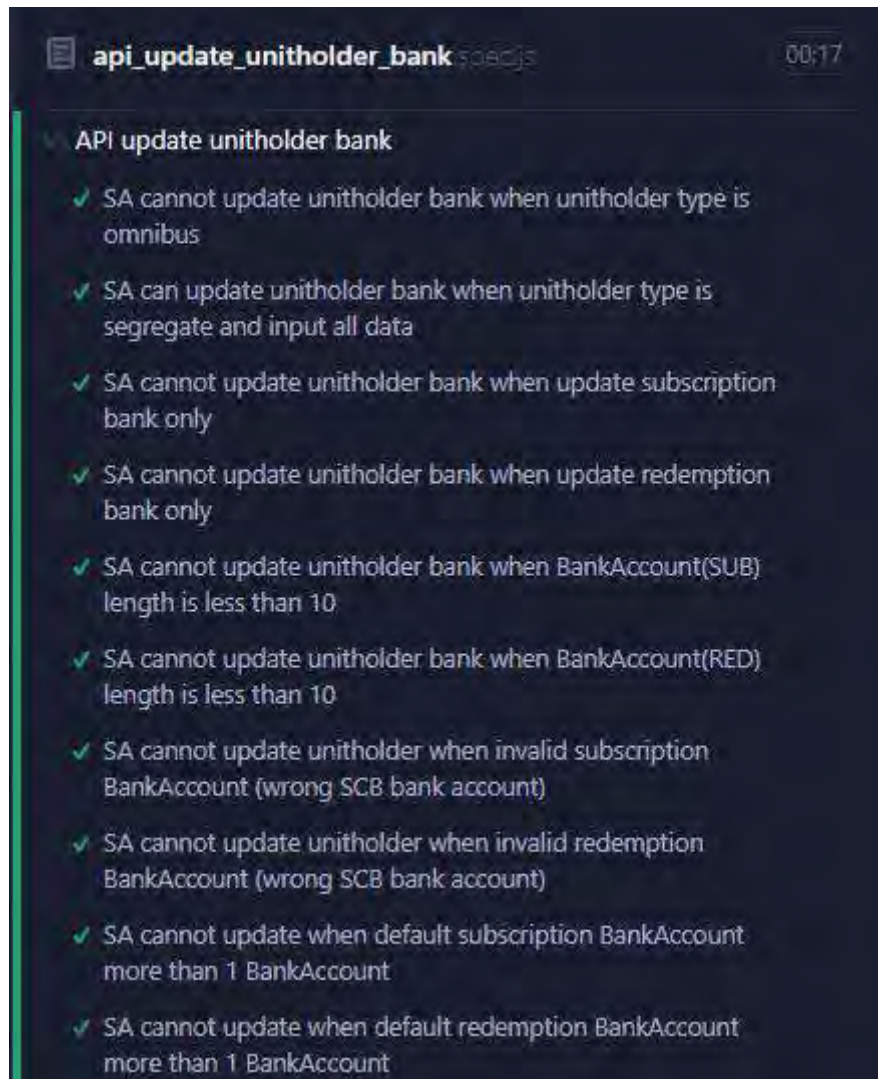 api_update_unitholder_bank spec.js 00:17
API update unitholder bank
SA cannot update unitholder bank when unitholder type is
omnibus
SA can update unitholder bank when unitholder type is
segregate and input all data
SA cannot update unitholder bank when update subscription
bank only
SA cannot update unitholder bank when update redemption
bank only
SA cannot update unitholder bank when BankAccount(SUB)
length is less than 10
SA cannot update unitholder bank when BankAccount(RED)
length is less than 10
SA cannot update unitholder when invalid subscription
BankAccount (wrong SCB bank account)
SA cannot update unitholder when invalid redemption
BankAccount (wrong SCB bank account)
SA cannot update when default subscription BankAccount
more than 1 BankAccount
SA cannot update when default redemption BankAccount
more than 1 BankAccount